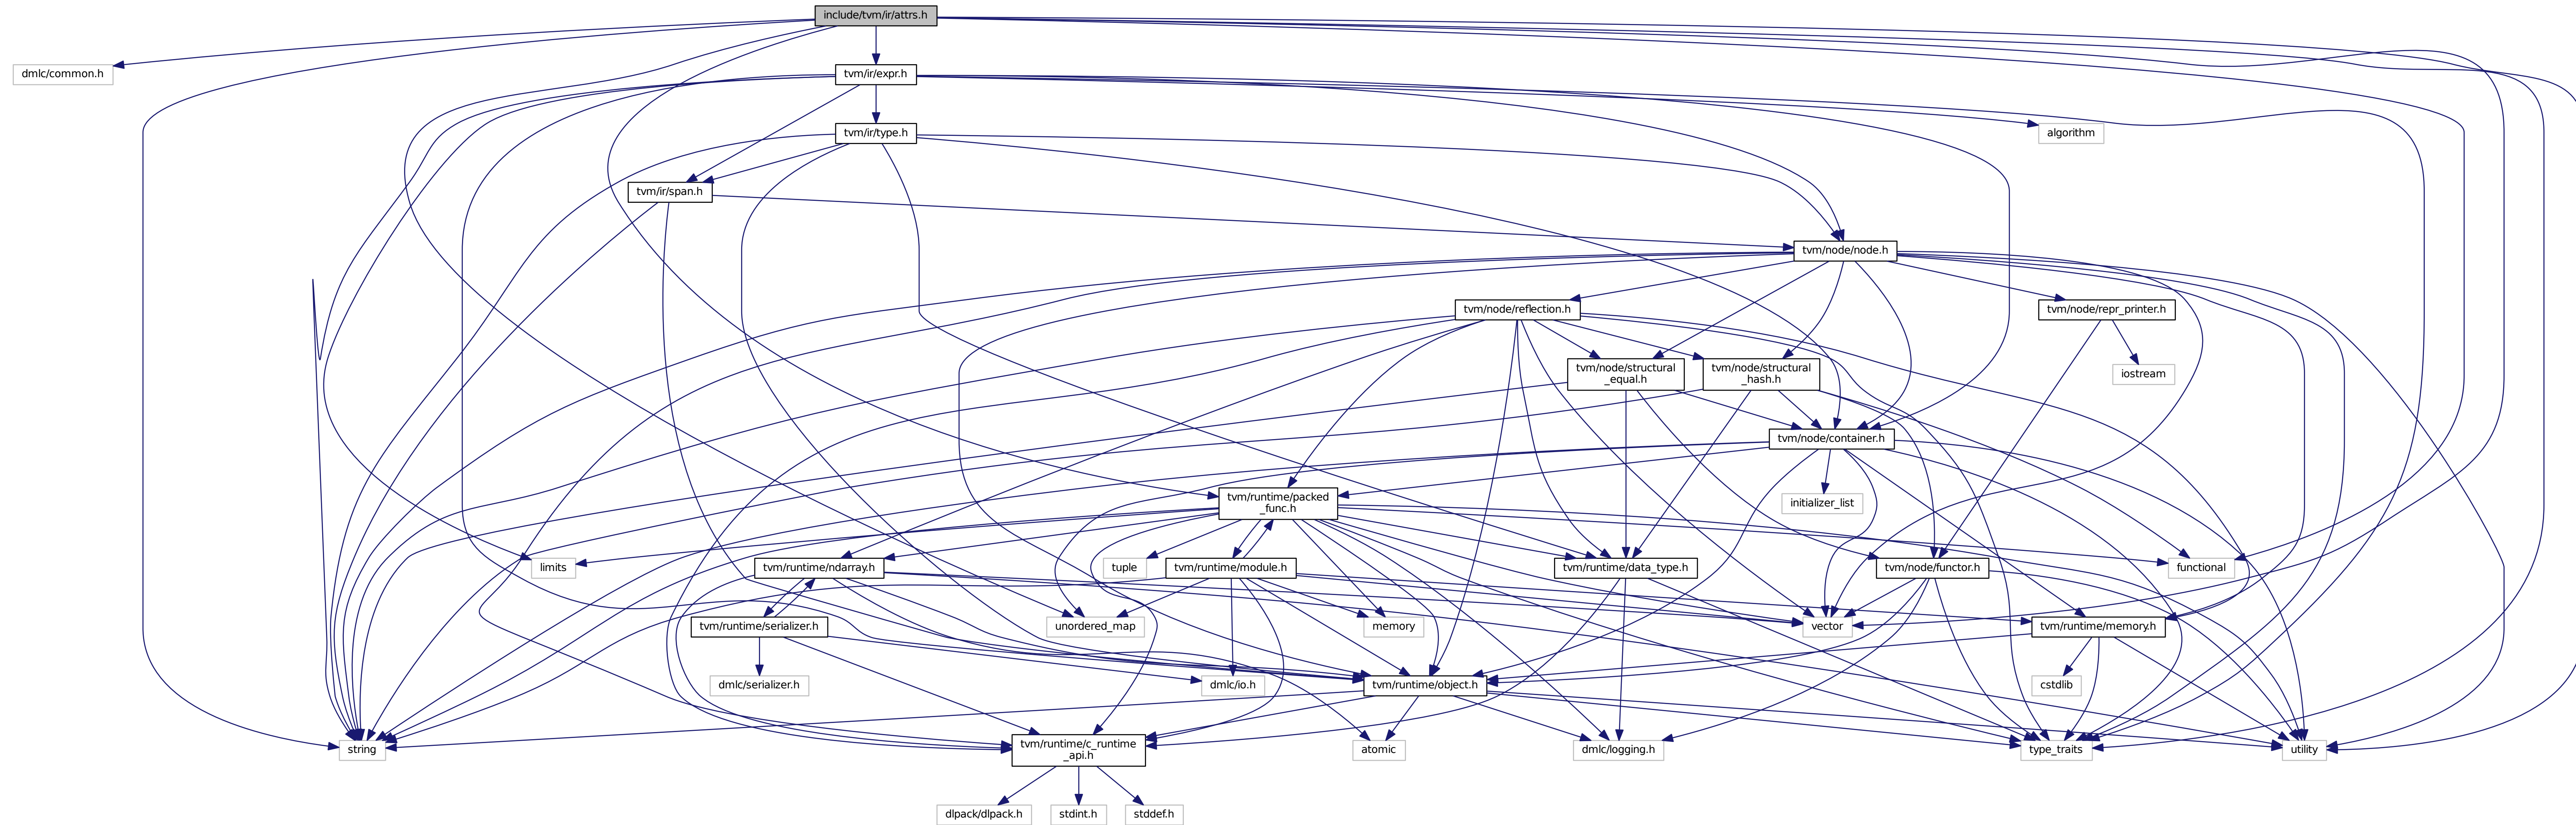 include/tvm/ir/attrs.h
dmlc/common.h
tvm/ir/expr.h
tvm/ir/type.h
algorithm
tvm/ir/span.h
tvm/node/node.h
tvm/node/reflection.h
tvm/node/repr_printer.h
tvm/node/structural
_equal.h
tvm/node/structural
_hash.h
iostream
tvm/node/container.h
tvm/runtime/packed
_func.h
initializer_list
limits
tvm/runtime/ndarray.h
tuple
tvm/runtime/module.h
tvm/runtime/data_type.h
tvm/node/functor.h
functional
tvm/runtime/serializer.h
unordered_map
memory
vector
tvm/runtime/memory.h
dmlc/serializer.h
dmlc/io.h
tvm/runtime/object.h
cstdlib
string
tvm/runtime/c_runtime
_api.h
atomic
dmlc/logging.h
type_traits
utility
dlpack/dlpack.h
stdint.h
stddef.h